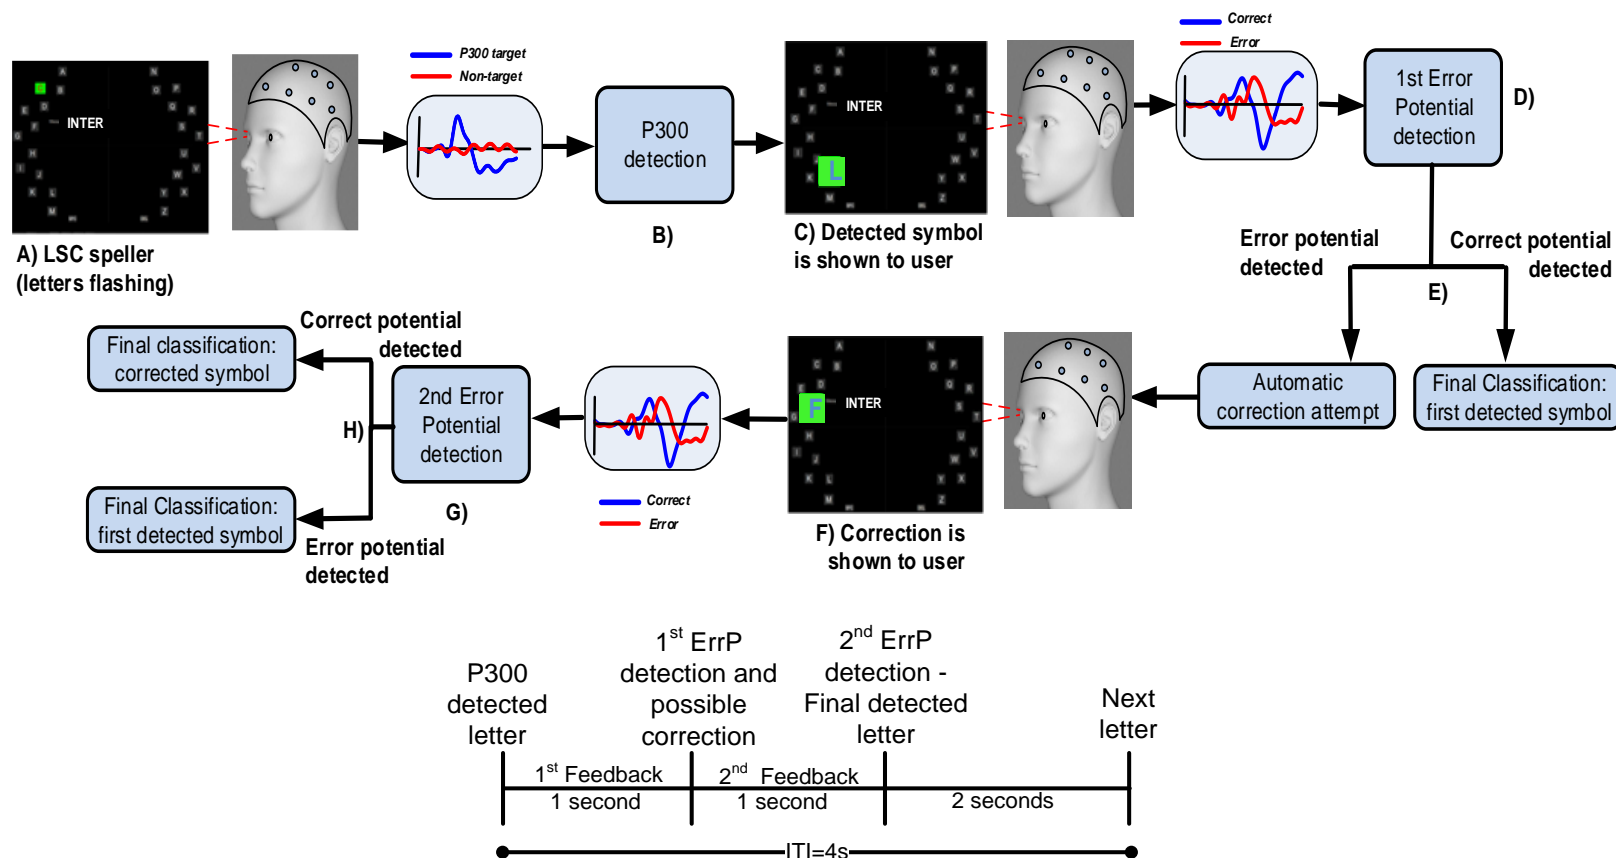 P300 target
Non-target
INTER
A) LSC speller
(letters flashing)
P300
detection
B)
INTER
L
C) Detected symbol
is shown to user
Correct
Error
1st Error
Potential
detection
D)
Error potential
detected
Correct potential
detected
E)
Automatic
correction attempt
Final Classification:
first detected symbol
INTER
F
F) Correction is
shown to user
Correct
Error
2nd Error
Potential
detection
G)
H)
Correct potential
detected
Final classification:
corrected symbol
Final Classification:
first detected symbol
Error potential
detected
P300
detected
letter
1st ErrP
detection and
possible
correction
2nd ErrP
detection -
Final detected
letter
Next
letter
1st Feedback
1 second
2nd Feedback
1 second
2 seconds
ITI=4s